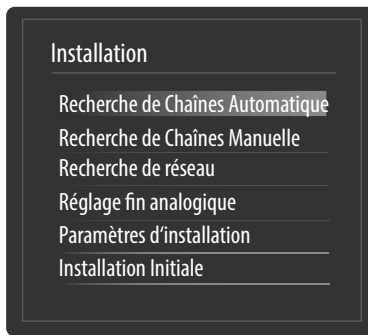 Installation
Recherche de Chaînes Automatique
Recherche de Chaînes Manuelle
Recherche de réseau
Réglage fin analogique
Paramètres d‘installation
Installation Initiale